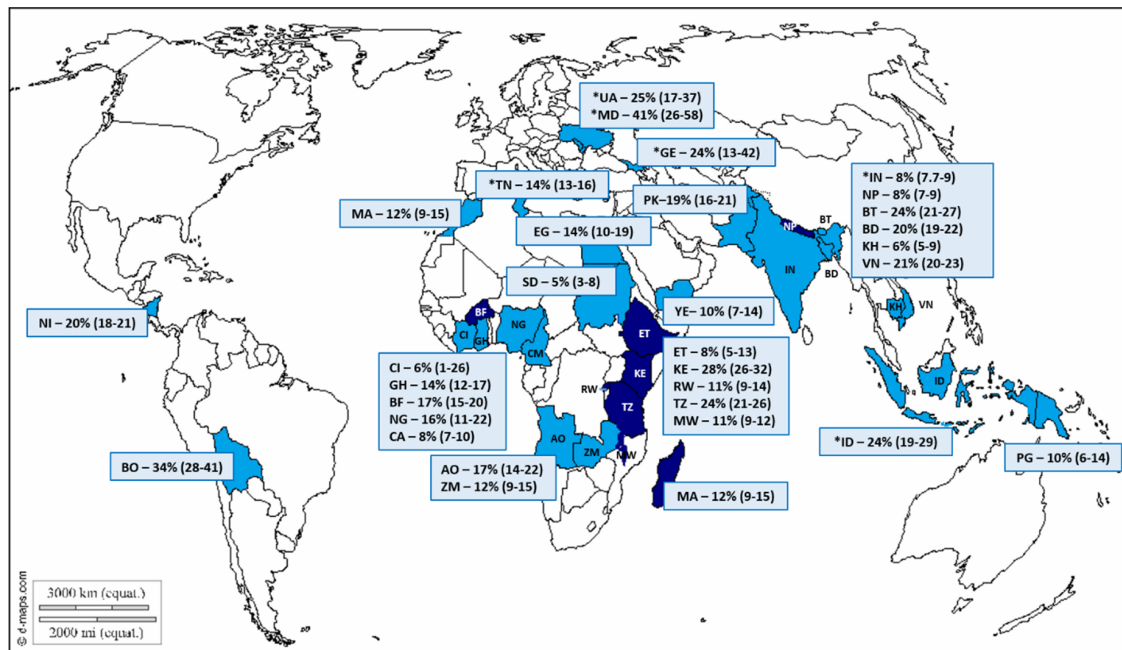 *UA – 25% (17-37)
*MD – 41% (26-58)
*GE – 24% (13-42)
*TN – 14% (13-16)
PK–19% (16-21)
MA – 12% (9-15)
EG – 14% (10-19)
*IN – 8% (7.7-9)
NP – 8% (7-9)
BT – 24% (21-27)
BD – 20% (19-22)
KH – 6% (5-9)
VN – 21% (20-23)
NP
BT
IN
BD
SD – 5% (3-8)
YE– 10% (7-14)
NI – 20% (18-21)
BF
CI
GH
NG
CM
ET
KE
RW
TZ
KH
VN
ID
CI – 6% (1-26)
GH – 14% (12-17)
BF – 17% (15-20)
NG – 16% (11-22)
CA – 8% (7-10)
ET – 8% (5-13)
KE – 28% (26-32)
RW – 11% (9-14)
TZ – 24% (21-26)
MW – 11% (9-12)
AO
ZM
MW
*ID – 24% (19-29)
PG – 10% (6-14)
BO – 34% (28-41)
AO – 17% (14-22)
ZM – 12% (9-15)
MA – 12% (9-15)
3000 km (equat.)
2000 mi (equat.)
© d-maps.com